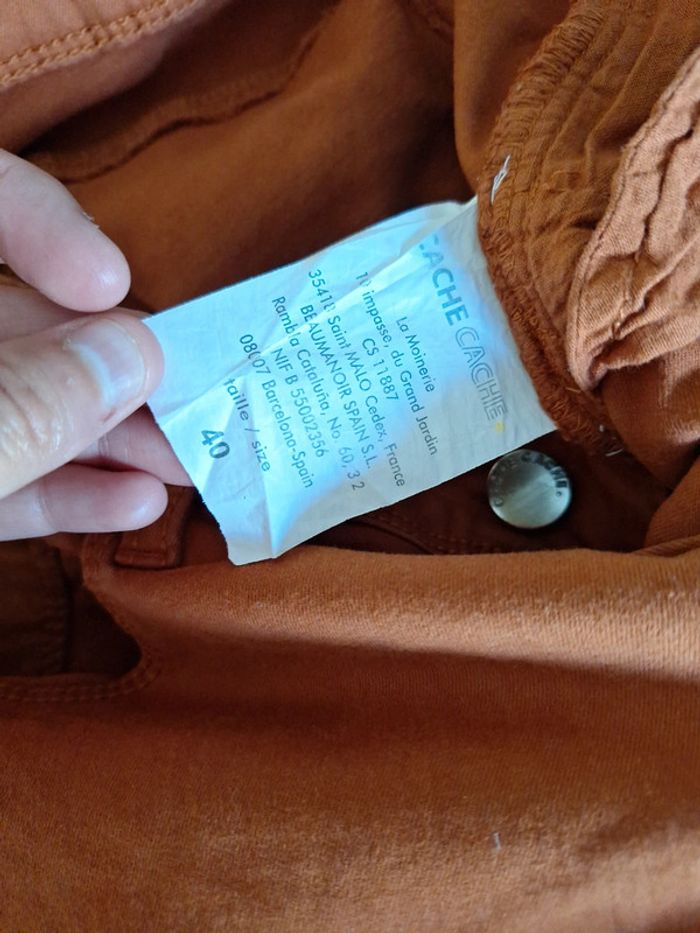 CACHE CACHE.
La Moinerie
10 impasse, du Grand Jardin
CS 11887
35418 Saint MALO Cedex, France
BEAUMANOIR SPAIN S.L.
Rambla Cataluña, No. 60, 3 2
NIF B 55002356
08007 Barcelona-Spain
taille / size
40
CACHE.